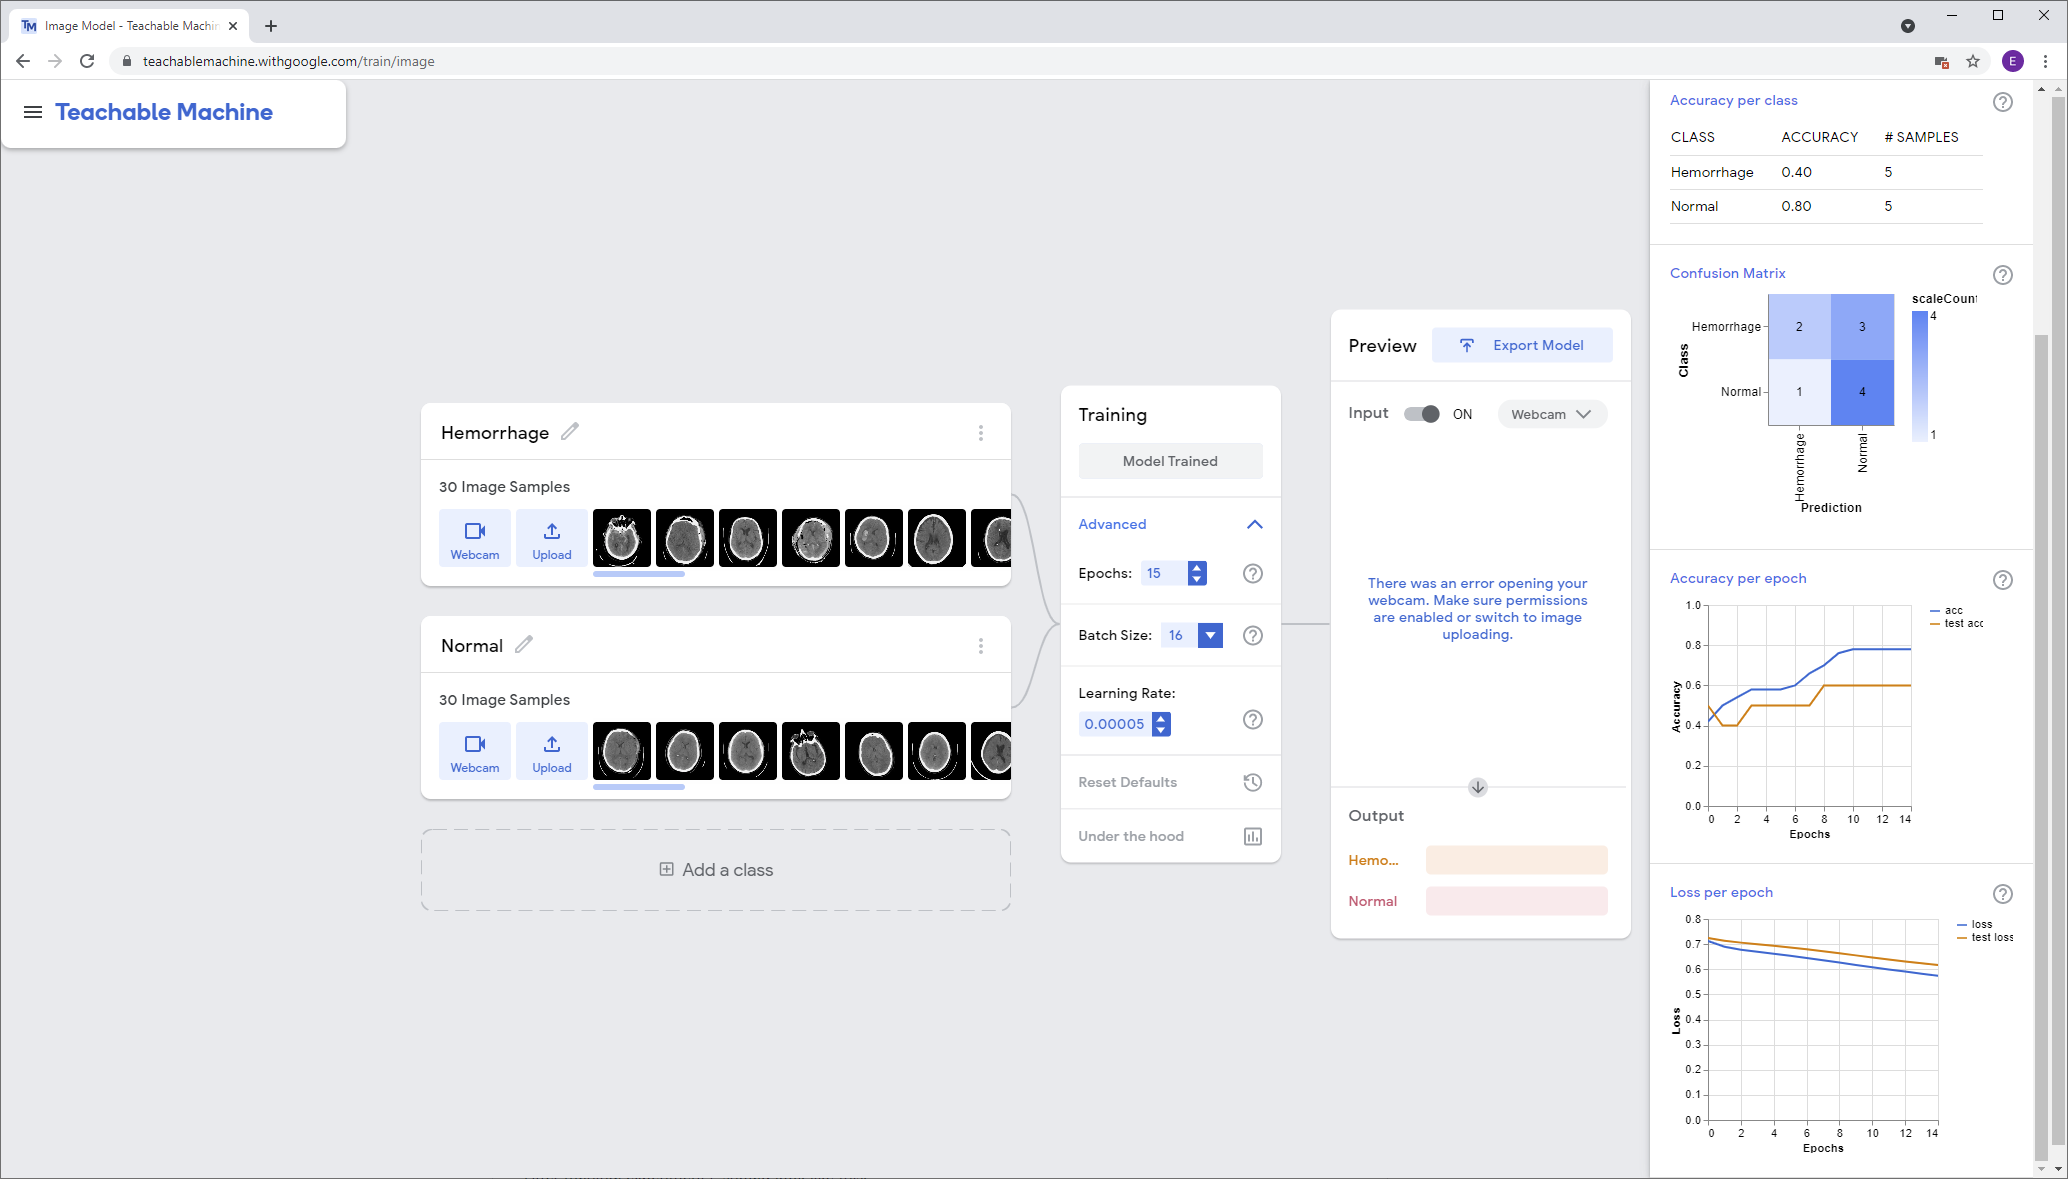 Image Model - Teachable Machin
teachablemachine.withgoogle.com/train/image
E
Teachable Machine
Hemorrhage
30 Image Samples
Webcam
Upload
Normal
30 Image Samples
Webcam
Upload
Add a class
Training
Model Trained
Advanced
Epochs: 15
Batch Size: 16
Learning Rate:
0.00005
Reset Defaults
Under the hood
Preview
Export Model
Input
ON
Webcam
There was an error opening your
webcam. Make sure permissions
are enabled or switch to image
uploading.
Output
Hemo...
Normal
Accuracy per class
CLASS ACCURACY # SAMPLES
Hemorrhage 0.40 5
Normal 0.80 5
Confusion Matrix
scaleCount
4
1
Class
Hemorrhage 2 3
Normal 1 4
Hemorrhage Normal
Prediction
Accuracy per epoch
acc
test acc
Accuracy
1.0
0.8
0.6
0.4
0.2
0.0
0 2 4 6 8 10 12 14
Epochs
Loss per epoch
loss
test loss
Loss
0.8
0.7
0.6
0.5
0.4
0.3
0.2
0.1
0.0
0 2 4 6 8 10 12 14
Epochs